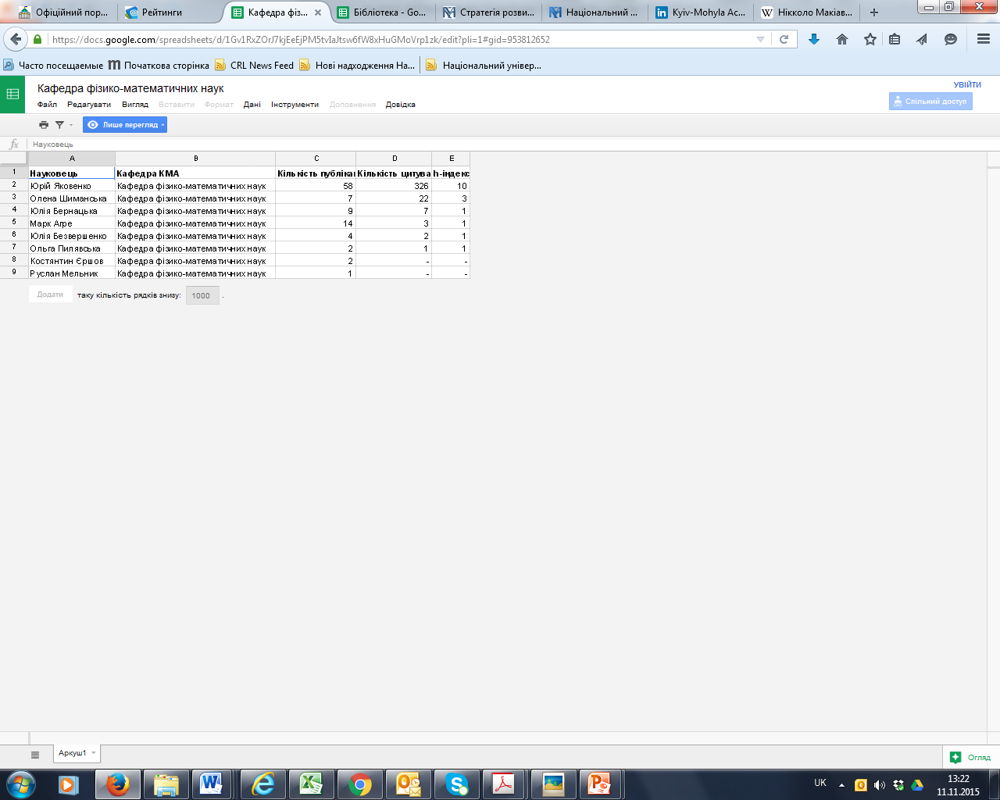 Офіційний пор...
Рейтинги
Кафедра фіз...
Бібліотека - Go...
Стратегія розви...
Національний ...
Kyiv-Mohyla Ac...
Нікколо Макіав...
https://docs.google.com/spreadsheets/d/1Gv1RxZOrJ7kjEeEjPM5tvIaJtsw6fW8xHuGMoVrp1zk/edit?pli=1#gid=953812652
Часто посещаемые
Початкова сторінка
CRL News Feed
Нові надходження На...
Національний універ...
Кафедра фізико-математичних наук
УВІЙТИ
Файл Редагувати Вигляд Вставити Формат Дані Інструменти Доповнення Довідка
Спільний доступ
Лише перегляд
fx Науковець
A B C D E
1 Науковець Кафедра КМА Кількість публікац Кількість цитува h-індекс
2 Юрій Яковенко Кафедра фізико-математичних наук 58 326 10
3 Олена Шиманська Кафедра фізико-математичних наук 7 22 3
4 Юлія Бернацька Кафедра фізико-математичних наук 9 7 1
5 Марк Агре Кафедра фізико-математичних наук 14 3 1
6 Юлія Безвершенко Кафедра фізико-математичних наук 4 2 1
7 Ольга Пилявська Кафедра фізико-математичних наук 2 1 1
8 Костянтин Єршов Кафедра фізико-математичних наук 2 - -
9 Руслан Мельник Кафедра фізико-математичних наук 1 - -
Додати таку кількість рядків знизу: 1000 .
Аркуш1
Огляд
UK
13:22
11.11.2015